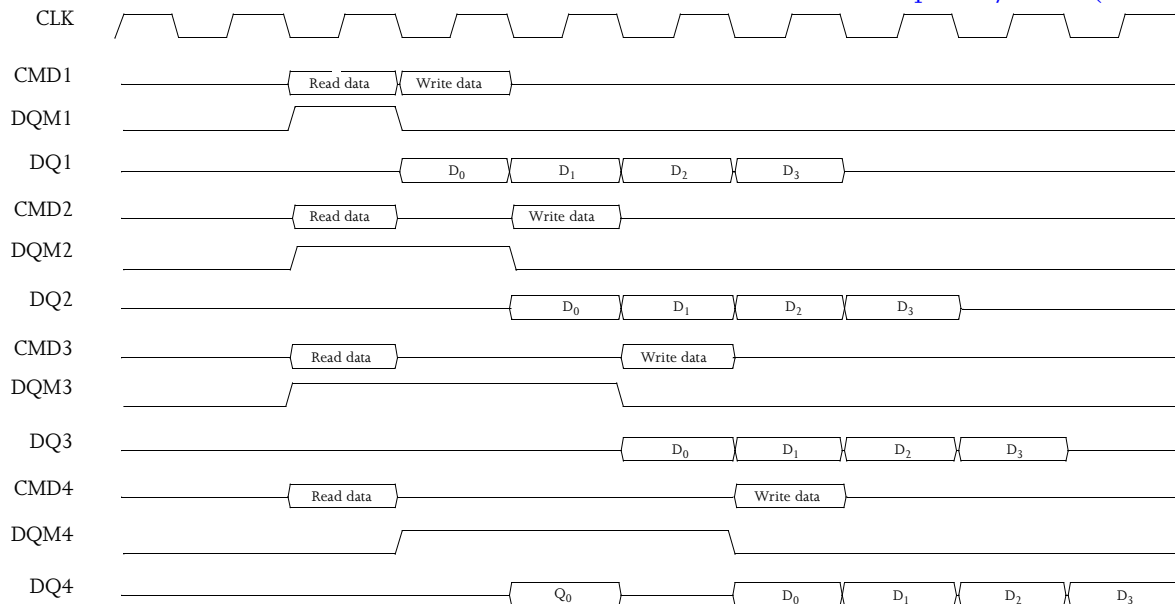 CLK
CMD1 Read data Write data
DQM1
DQ1 D₀ D₁ D₂ D₃
CMD2 Read data Write data
DQM2
DQ2 D₀ D₁ D₂ D₃
CMD3 Read data Write data
DQM3
DQ3 D₀ D₁ D₂ D₃
CMD4 Read data Write data
DQM4
DQ4 Q₀ D₀ D₁ D₂ D₃